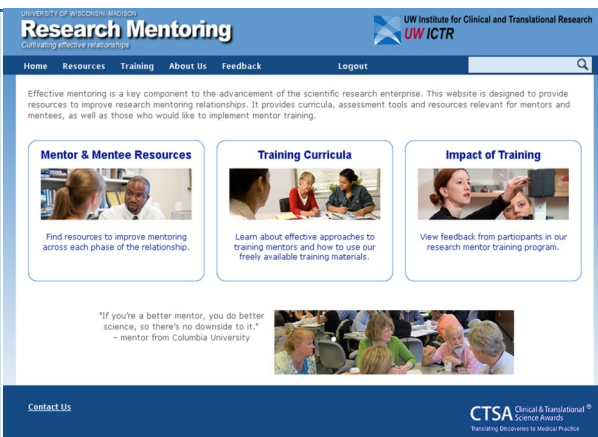 UNIVERSITY OF WISCONSIN-MADISON
Research Mentoring
Cultivating effective relationships
UW Institute for Clinical and Translational Research
UW ICTR
Home Resources Training About Us Feedback Logout
Effective mentoring is a key component to the advancement of the scientific research enterprise. This website is designed to provide
resources to improve research mentoring relationships. It provides curricula, assessment tools and resources relevant for mentors and
mentees, as well as those who would like to implement mentor training.
Mentor & Mentee Resources
Find resources to improve mentoring
across each phase of the relationship.
Training Curricula
Learn about effective approaches to
training mentors and how to use our
freely available training materials.
Impact of Training
View feedback from participants in our
research mentor training program.
"If you're a better mentor, you do better
science, so there's no downside to it."
– mentor from Columbia
University
Contact Us
CTSA Clinical & Translational ®
Science Awards
Translating Discoveries to Medical Practice